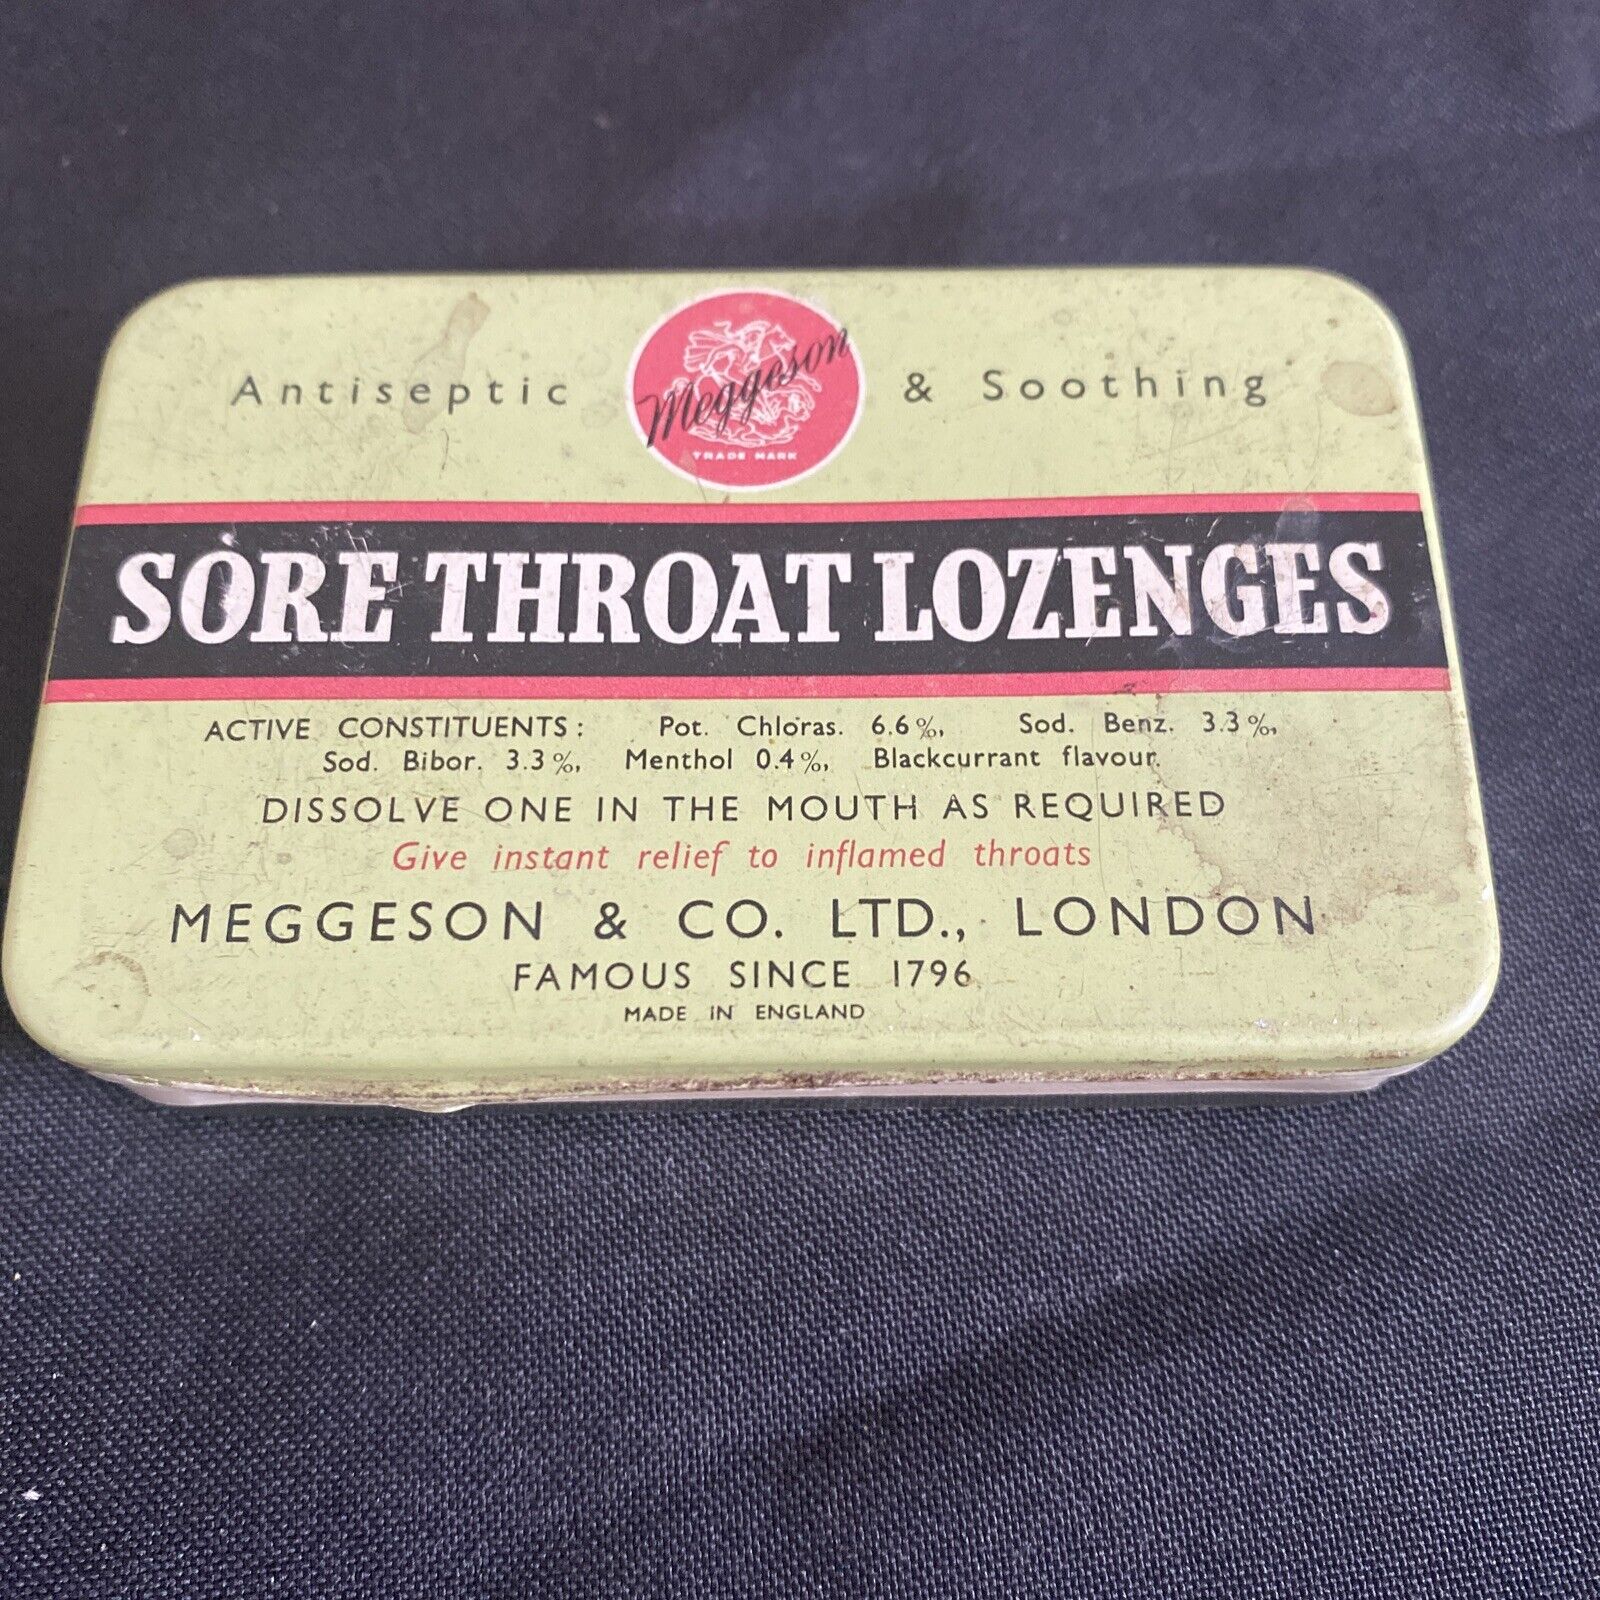 Antiseptic & Soothing
Meggeson
TRADE MARK
SORE THROAT LOZENGES
ACTIVE CONSTITUENTS: Pot. Chloras. 6.6%, Sod. Benz. 3.3%,
Sod. Bibor. 3.3%, Menthol 0.4%, Blackcurrant flavour.
DISSOLVE ONE IN THE MOUTH AS REQUIRED
Give instant relief to inflamed throats
MEGGESON & CO. LTD., LONDON
FAMOUS SINCE 1796
MADE IN ENGLAND